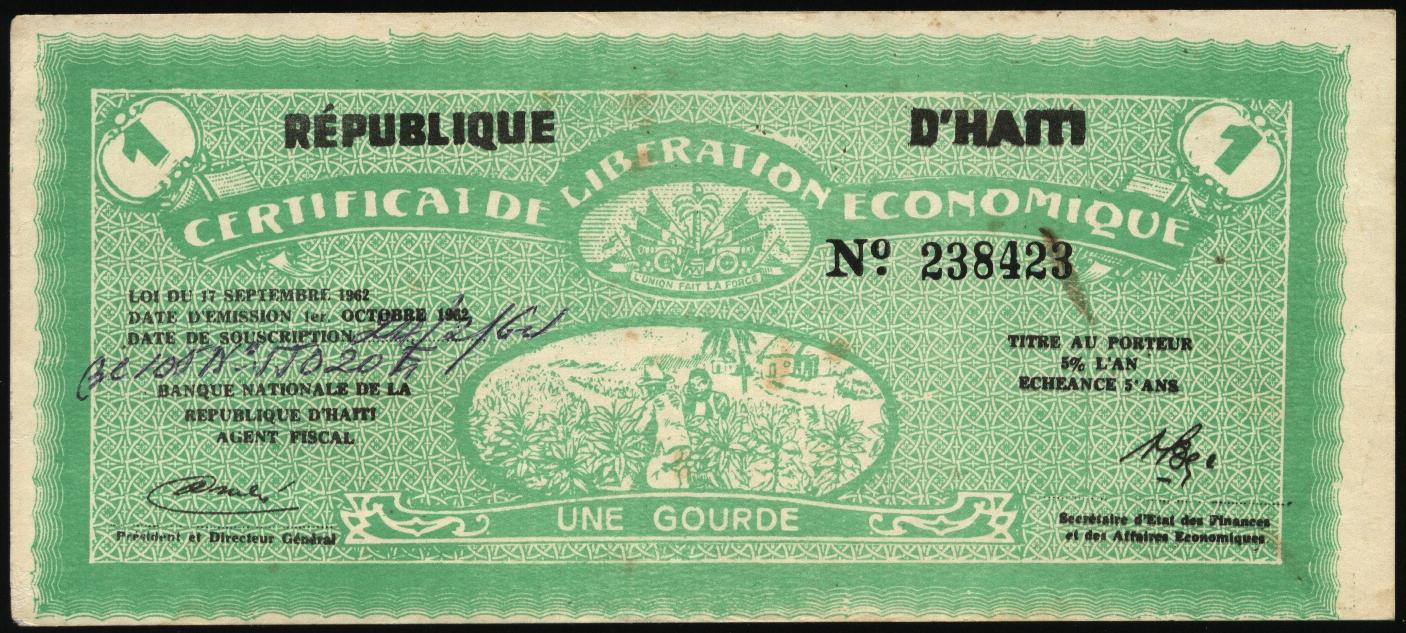 RÉPUBLIQUE D'HAITI
1 1
CERTIFICAT DE LIBERATION ECONOMIQUE
L'UNION FAIT LA FORCE
Nº 238423
LOI DU 17 SEPTEMBRE 1962
DATE D'EMISSION 1er. OCTOBRE 1962
DATE DE SOUSCRIPTION
BANQUE NATIONALE DE LA
REPUBLIQUE D'HAITI
AGENT FISCAL
Président et Directeur Général
TITRE AU PORTEUR
5% L'AN
ECHEANCE 5 ANS
UNE GOURDE
Secrétaire d'Etat des Finances
et des Affaires Economiques